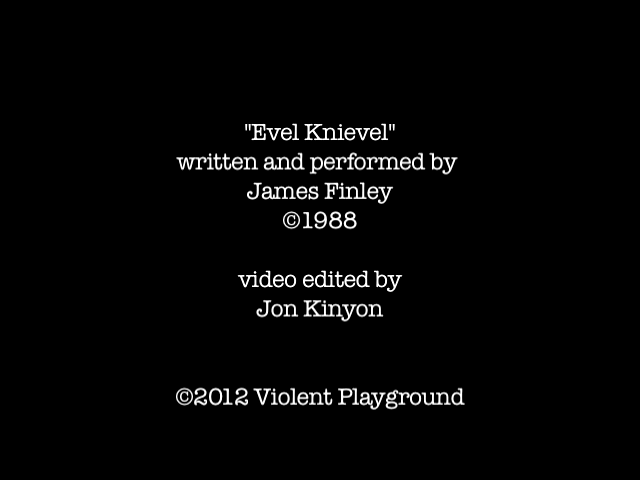 "Evel Knievel"
written and performed by
James Finley
©1988
video edited by
Jon Kinyon
©2012 Violent Playground